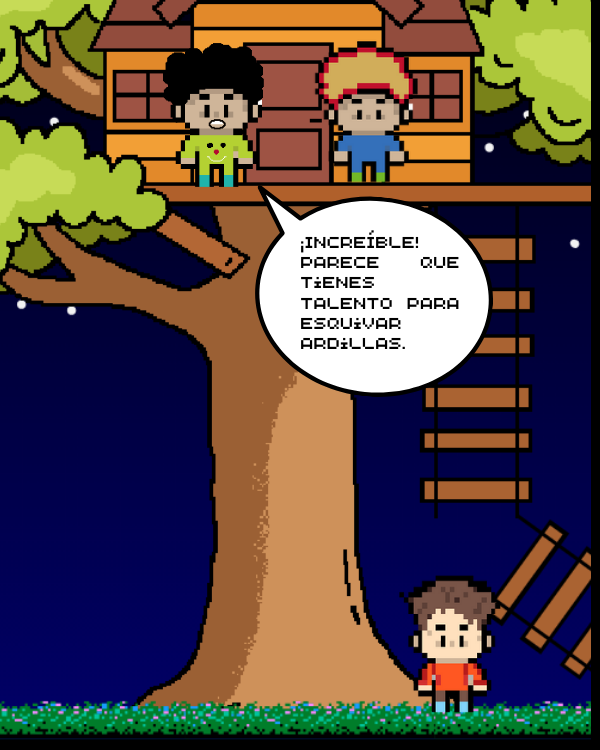 ¡INCREÍBLE!
PARECE QUE
TIENES
TALENTO PARA
ESQUIVAR
ARDILLAS.